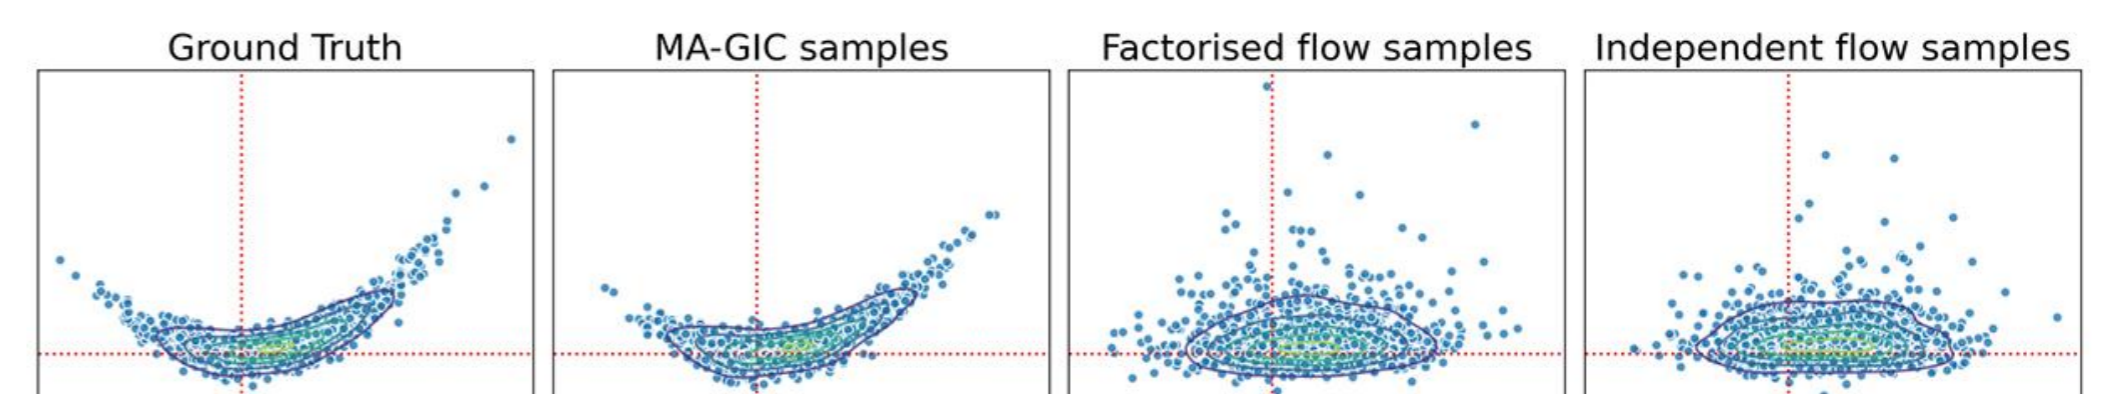 Ground Truth
MA-GIC samples
Factorised flow samples
Independent flow samples